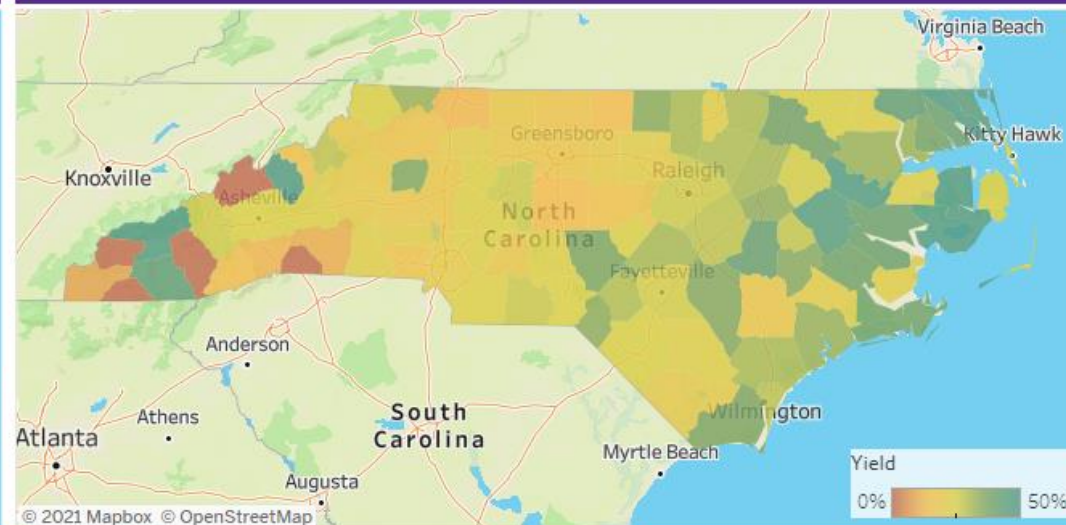 Virginia Beach
Kitty Hawk
Greensboro
Knoxville
Raleigh
Asheville
North
Carolina
Fayetteville
Anderson
Athens
South
Carolina
Wilmington
Atlanta
Myrtle Beach
Augusta
Yield
0%
50%
© 2021 Mapbox © OpenStreetMap